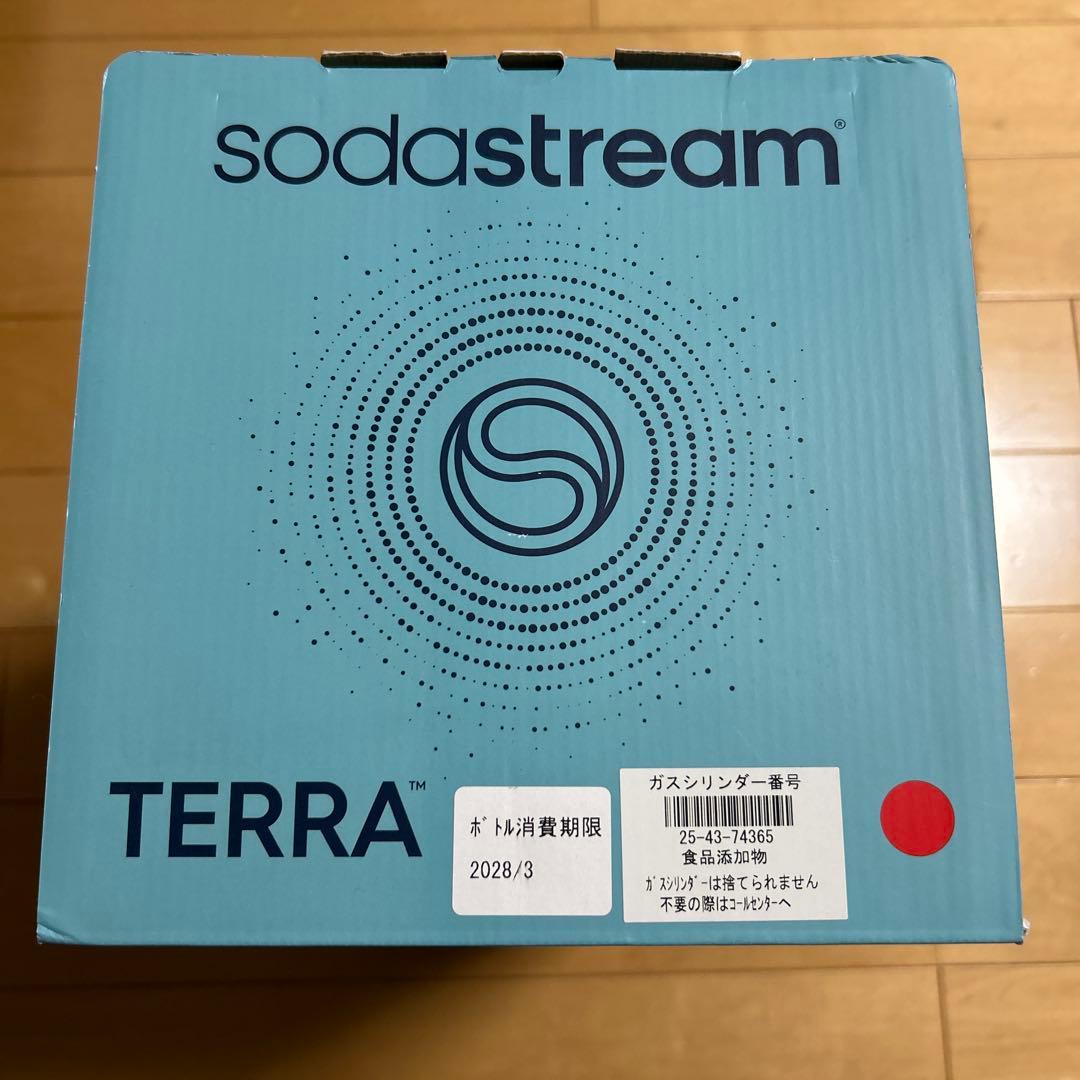 sodastream®
TERRA™
ﾎﾞﾄﾙ消費期限
2028/3
ガスシリンダー番号
25-43-74365
食品添加物
ｶﾞｽｼﾘﾝﾀﾞｰは捨てられません
不要の際はｺｰﾙｾﾝﾀｰへ